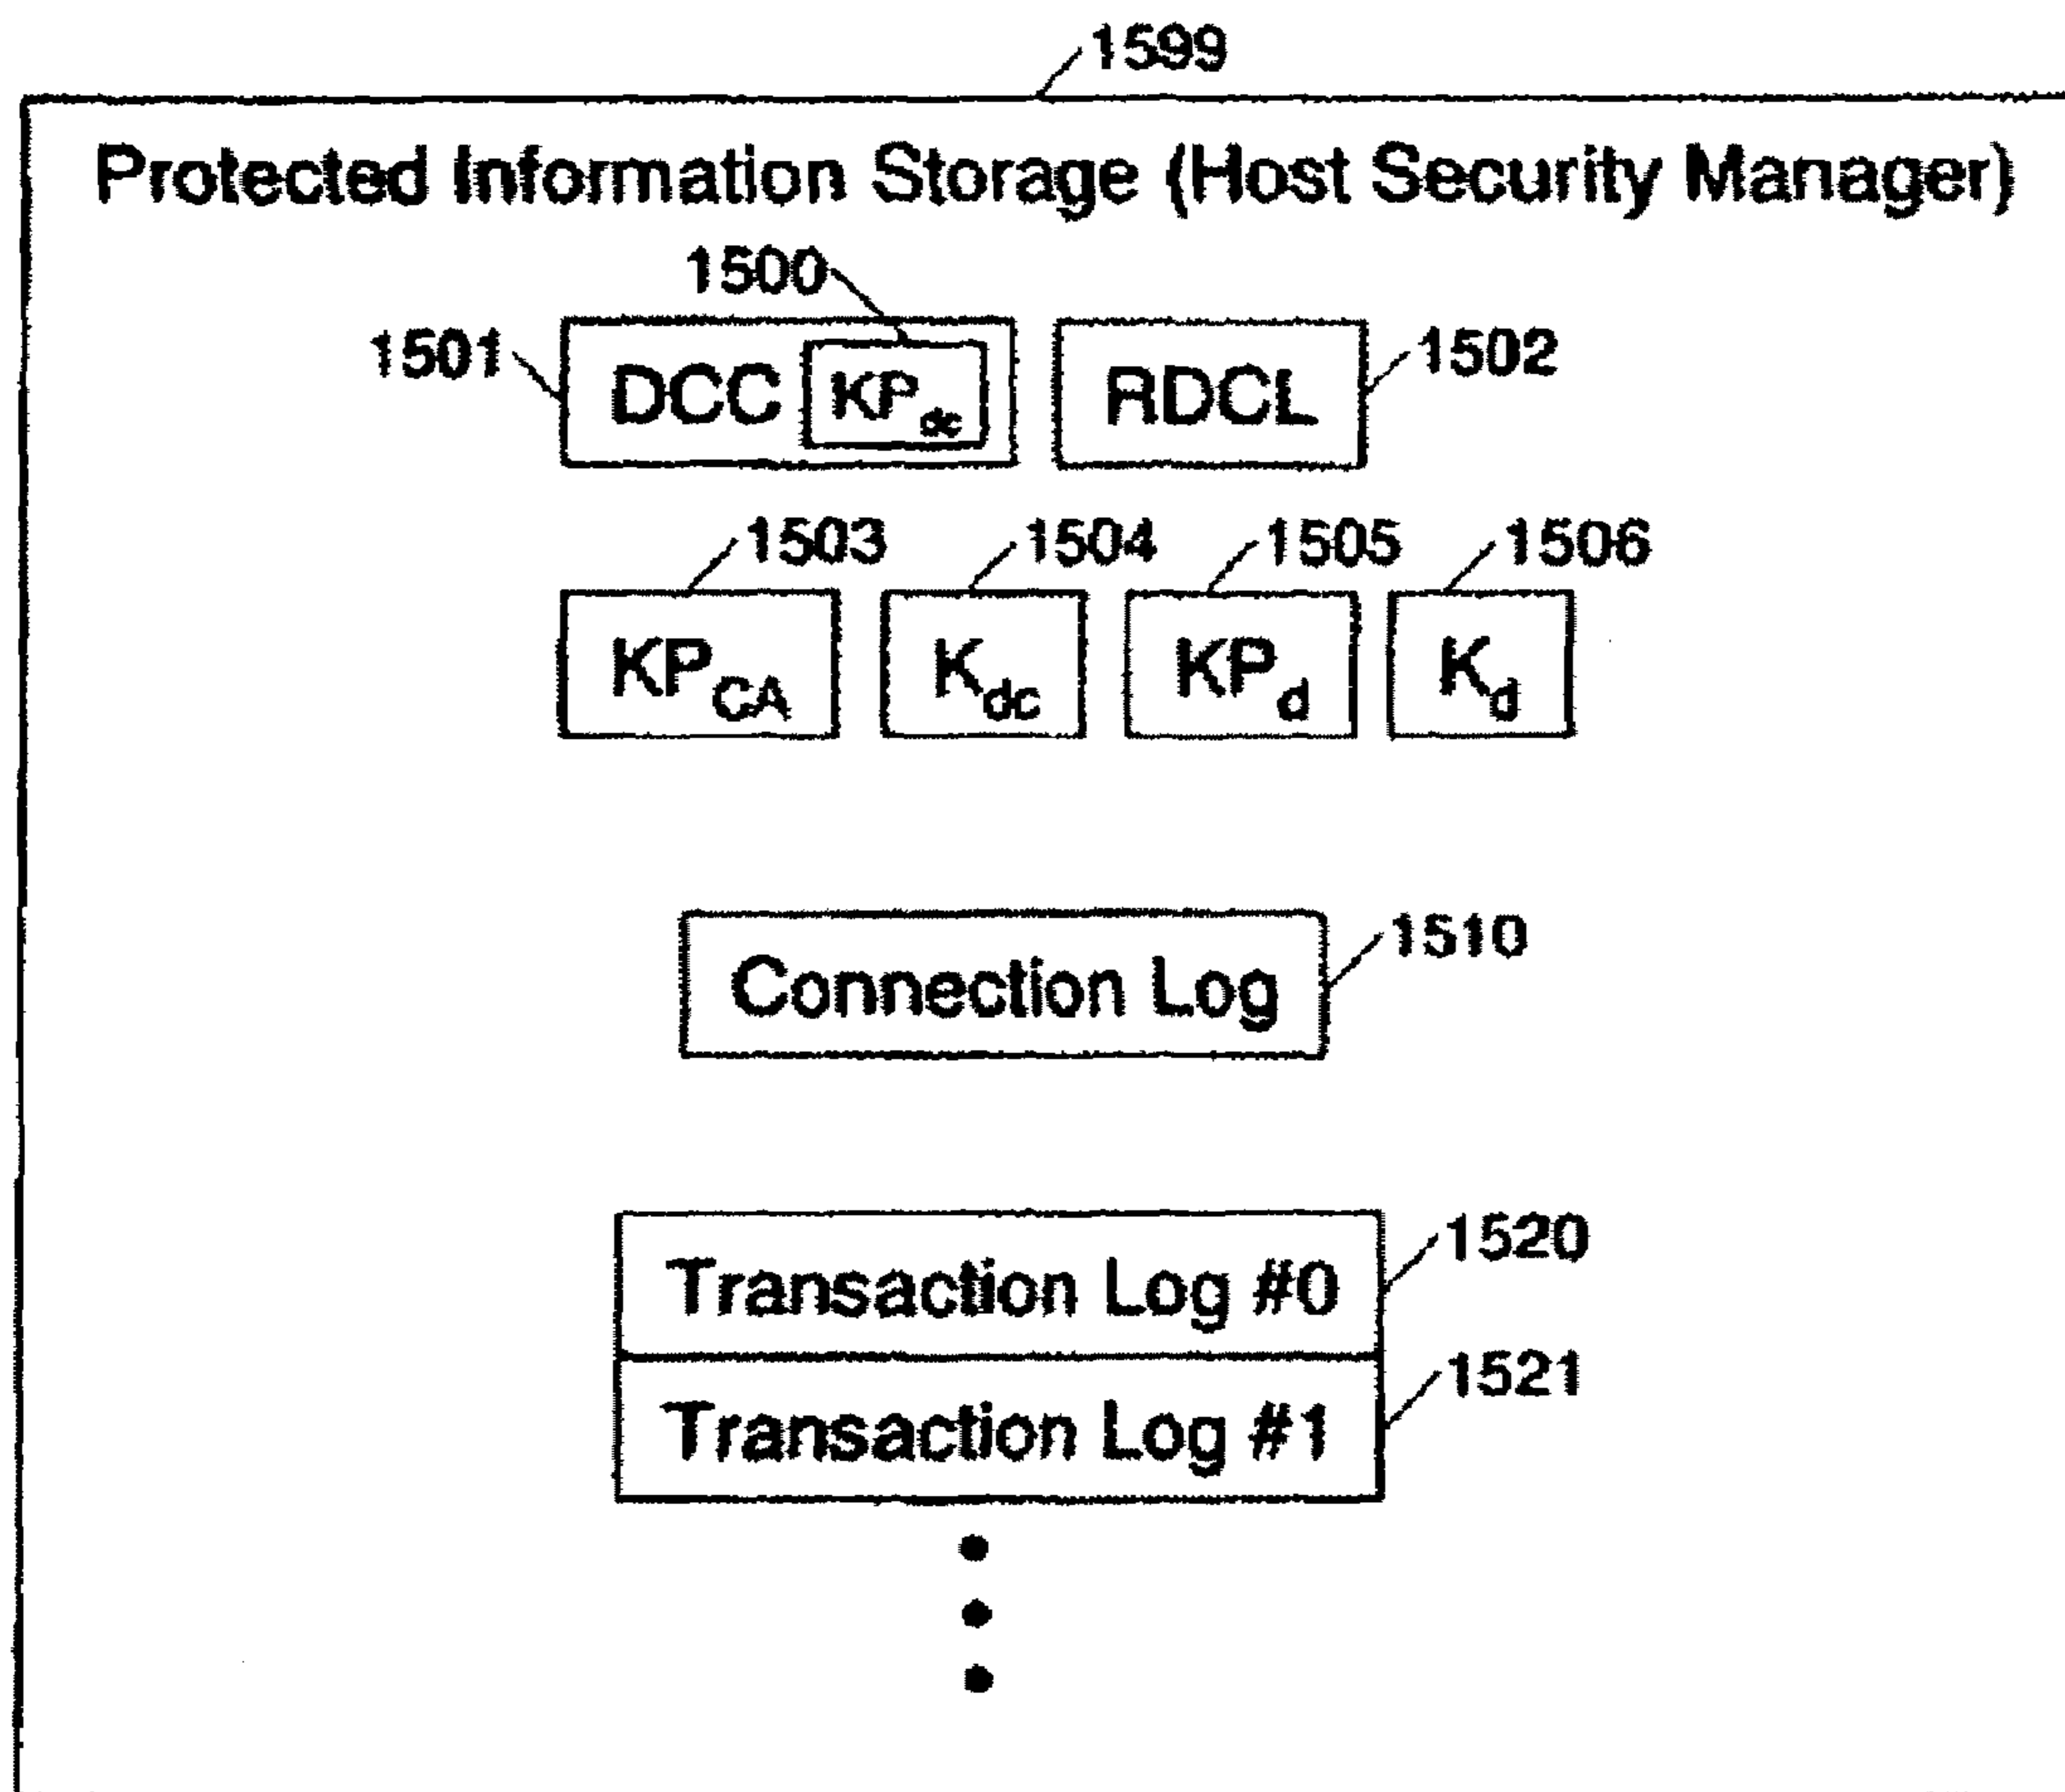 1599
Protected Information Storage (Host Security Manager)
1500
1501 DCC KPdc RDCL 1502
1503 1504 1505 1506
KPCA Kdc KPd Kd
Connection Log 1510
Transaction Log #0 1520
Transaction Log #1 1521